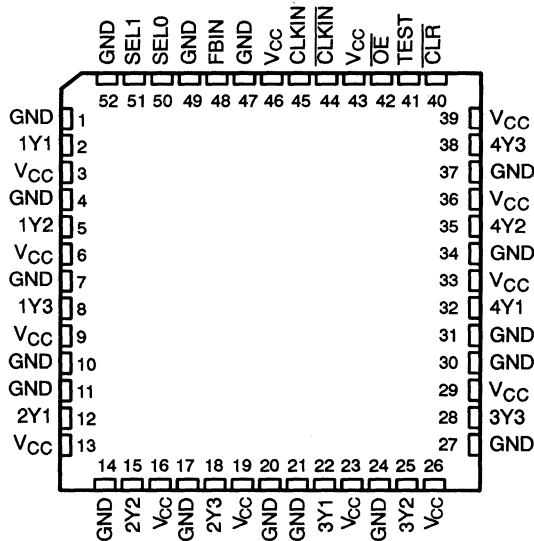 GND SEL1 SEL0 GND FBIN GND VCC CLKIN CLKIN VCC OE TEST CLR
52 51 50 49 48 47 46 45 44 43 42 41 40
GND 1 39 VCC
1Y1 2 38 4Y3
VCC 3 37 GND
GND 4 36 VCC
1Y2 5 35 4Y2
VCC 6 34 GND
GND 7 33 VCC
1Y3 8 32 4Y1
VCC 9 31 GND
GND 10 30 GND
GND 11 29 VCC
2Y1 12 28 3Y3
VCC 13 27 GND
14 15 16 17 18 19 20 21 22 23 24 25 26
GND 2Y2 VCC GND 2Y3 VCC GND GND 3Y1 VCC GND 3Y2 VCC